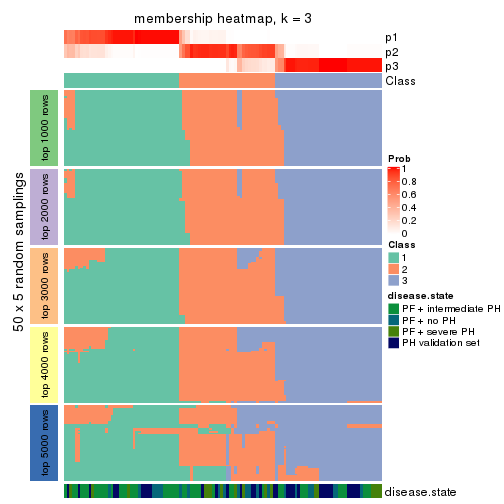 membership heatmap, k = 3
p1
p2
p3
Class
50 x 5 random samplings
top 1000 rows
top 2000 rows
top 3000 rows
top 4000 rows
top 5000 rows
Prob
1
0.8
0.6
0.4
0.2
0
Class
1
2
3
disease.state
PF + intermediate PH
PF + no PH
PF + severe PH
PH validation set
disease.state